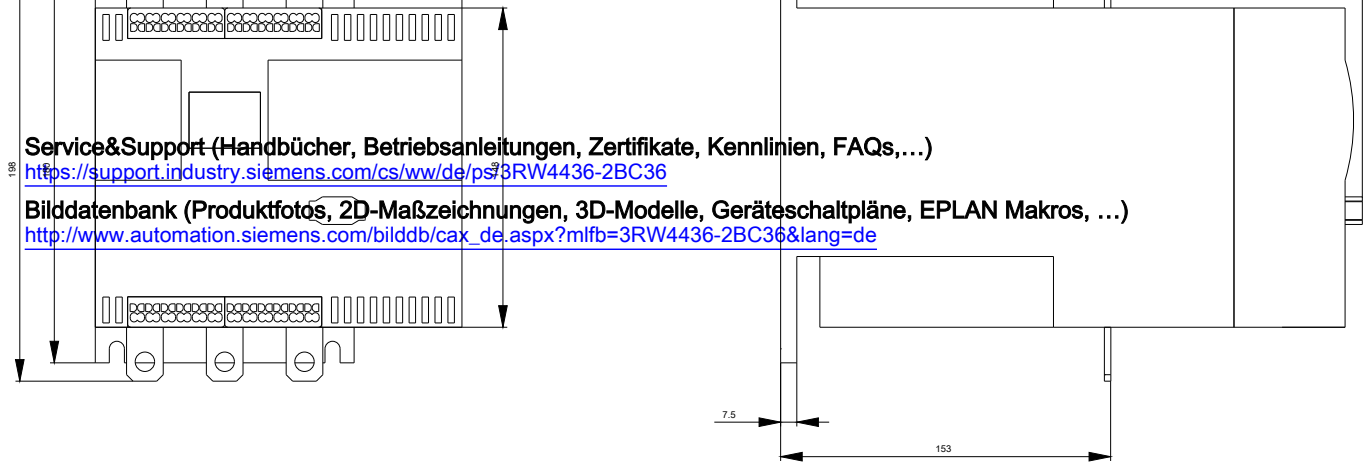 Service&Support (Handbücher, Betriebsanleitungen, Zertifikate, Kennlinien, FAQs,…)
https://support.industry.siemens.com/cs/ww/de/ps/3RW4436-2BC36
Bilddatenbank (Produktfotos, 2D-Maßzeichnungen, 3D-Modelle, Geräteschaltpläne, EPLAN Makros, …)
http://www.automation.siemens.com/bilddb/cax_de.aspx?mlfb=3RW4436-2BC36&lang=de
198
7.5
153